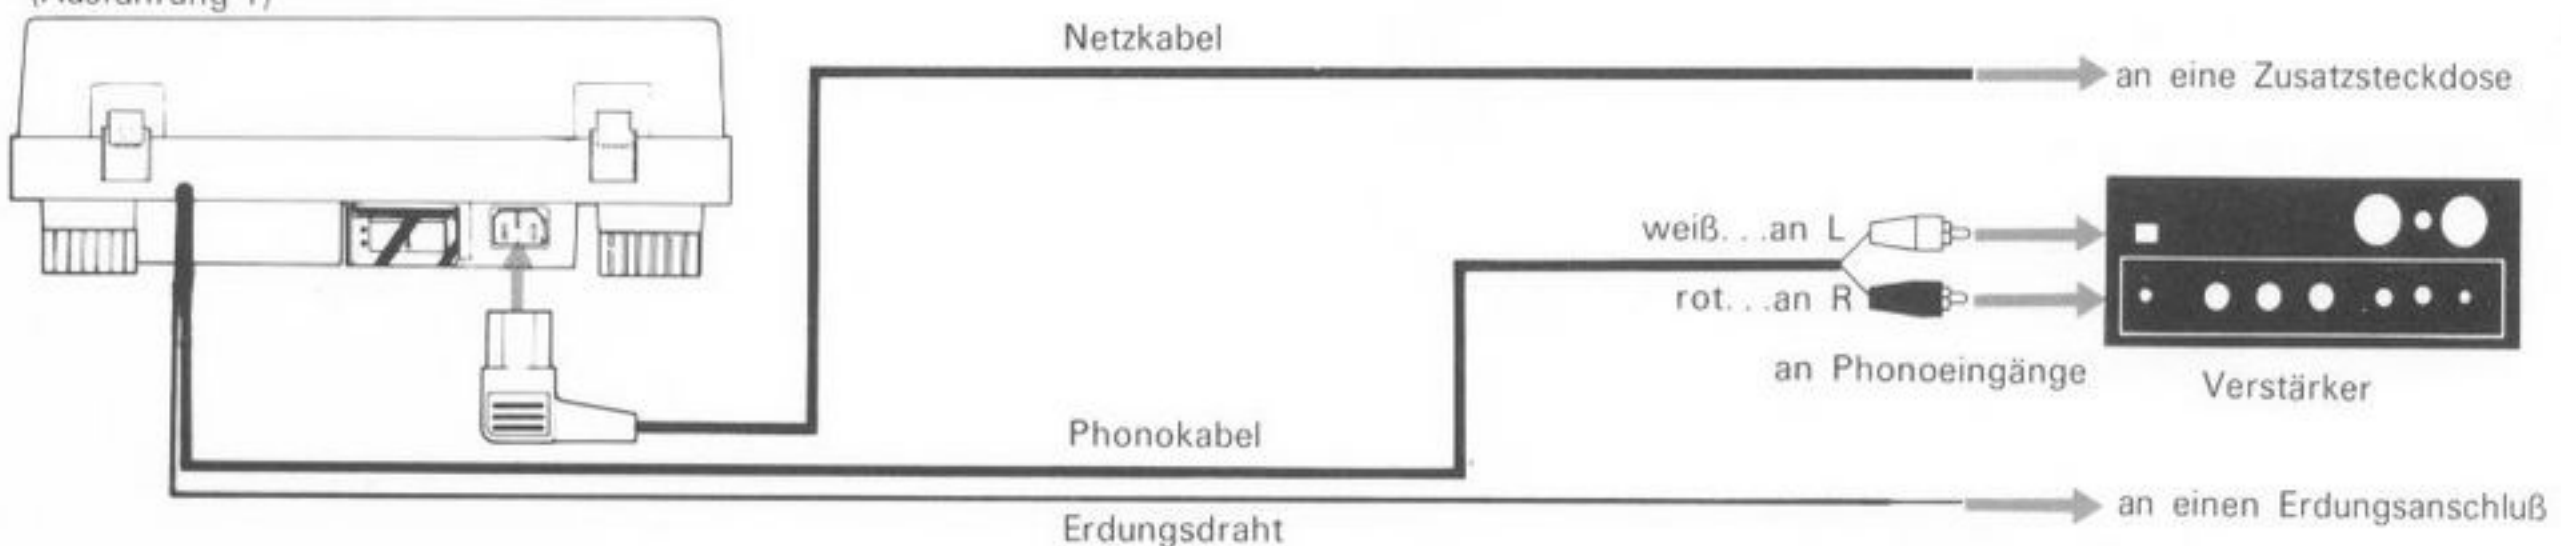 Netzkabel
an eine Zusatzsteckdose
weiß. . .an L
rot. . .an R
an Phonoeingänge
Verstärker
Phonokabel
an einen Erdungsanschluß
Erdungsdraht